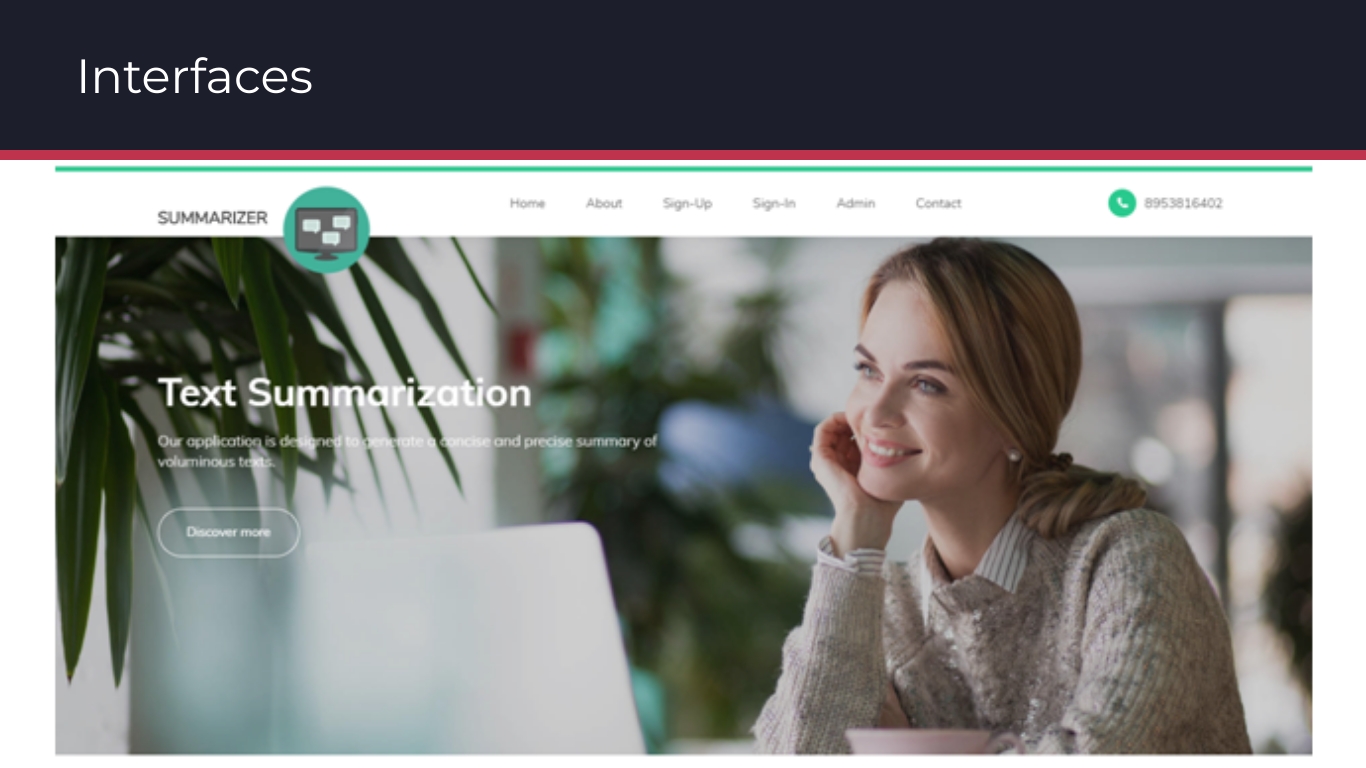 Interfaces
SUMMARIZER
Home About Sign-Up Sign-In Admin Contact
8953816402
Text Summarization
Our application is designed to generate a concise and precise summary of
voluminous texts.
Discover more